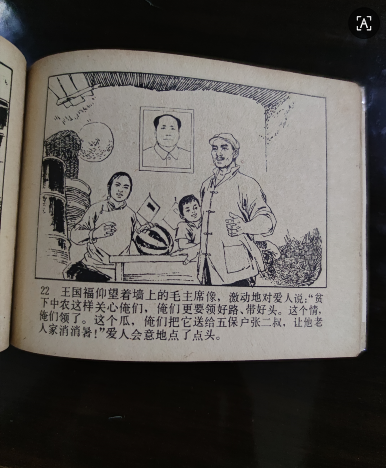 22 王国福仰望着墙上的毛主席像，激动地对爱人说：“贫
下中农这样关心俺们，俺们更要领好路、带好头。这个情，
俺们领了。这个瓜，俺们把它送给五保户张二叔，让他老
人家消消暑！”爱人会意地点了点头。